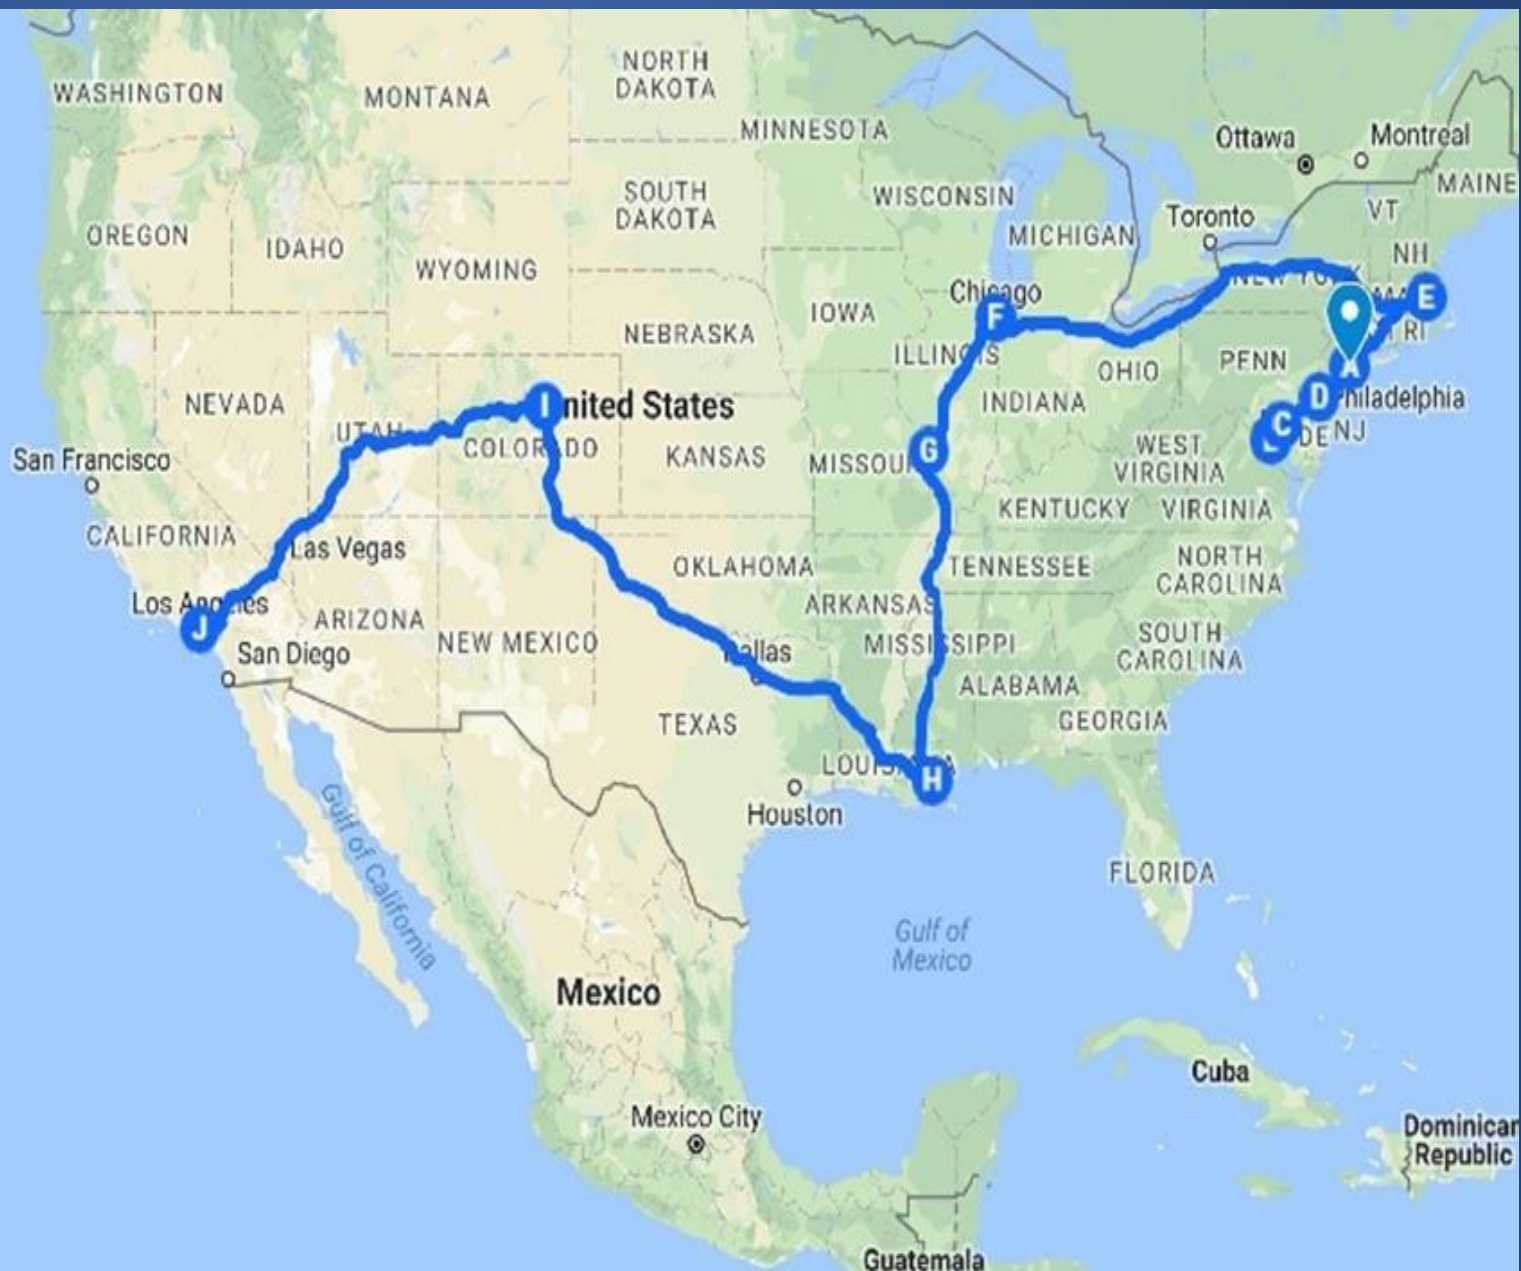 NORTH
DAKOTA
WASHINGTON
MONTANA
MINNESOTA
Ottawa
Montreal
MAINE
SOUTH
DAKOTA
WISCONSIN
VT
Toronto
OREGON
IDAHO
MICHIGAN
NH
WYOMING
NEW YORK
Chicago
E
F
IOWA
RI
NEBRASKA
ILLINOIS
OHIO
PENN
A
INDIANA
D
Philadelphia
NEVADA
I
United States
UTAH
COLORADO
C
DE
NJ
San Francisco
KANSAS
MISSOURI
G
WEST
VIRGINIA
KENTUCKY
VIRGINIA
CALIFORNIA
Las Vegas
OKLAHOMA
TENNESSEE
NORTH
CAROLINA
Los Angeles
J
ARIZONA
ARKANSAS
NEW MEXICO
Dallas
MISSISSIPPI
SOUTH
CAROLINA
San Diego
ALABAMA
TEXAS
GEORGIA
LOUISIANA
H
Houston
Gulf of California
FLORIDA
Gulf of
Mexico
Mexico
Cuba
Mexico City
Dominican
Republic
Guatemala